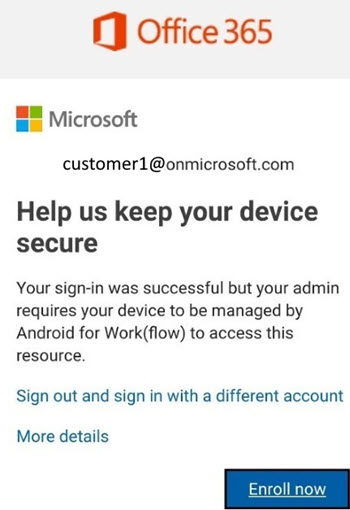 Office 365
Microsoft
customer1@onmicrosoft.com
Help us keep your device
secure
Your sign-in was successful but your admin
requires your device to be managed by
Android for Work(flow) to access this
resource.
Sign out and sign in with a different account
More details
Enroll now